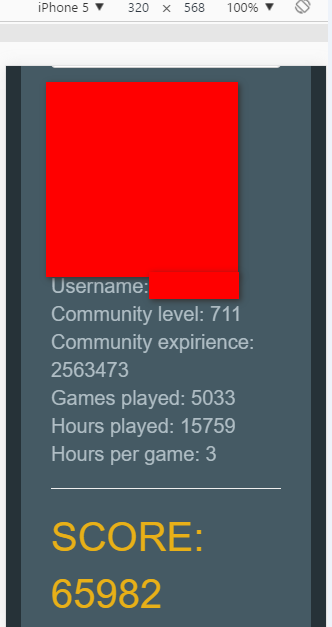 iPhone 5 ▼ 320 × 568 100% ▼
Username:
Community level: 711
Community expirience:
2563473
Games played: 5033
Hours played: 15759
Hours per game: 3
SCORE:
65982